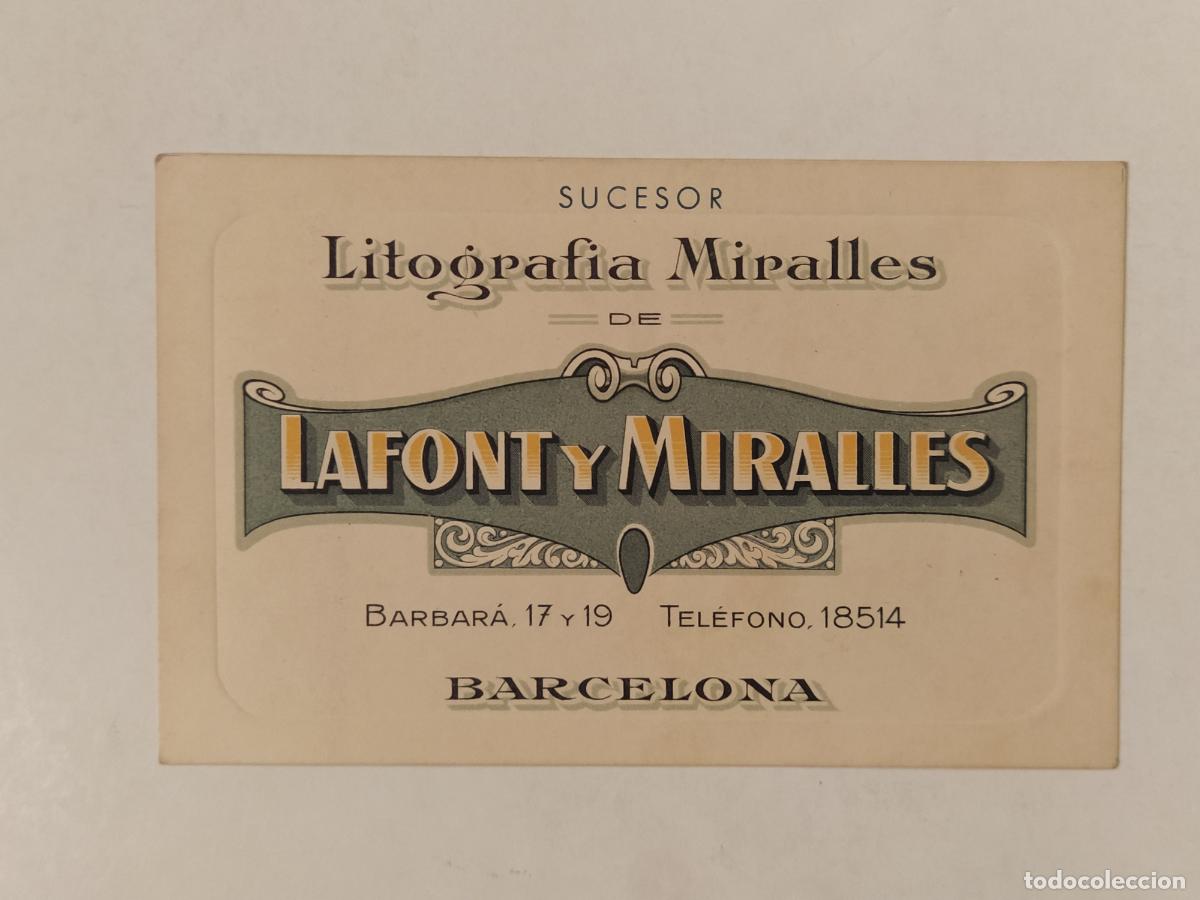 SUCESOR
Litografia Miralles
DE
LAFONT Y MIRALLES
BARBARÁ, 17 Y 19 TELÉFONO, 18514
BARCELONA
todocoleccion